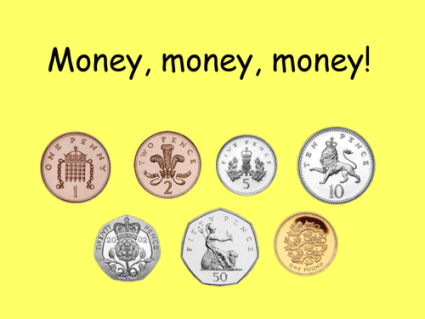 Money, money, money!
ONE PENNY
1
TWO PENCE
2
FIVE PENCE
5
TEN PENCE
10
TWENTY PENCE
2002
FIFTY PENCE
50
ONE POUND